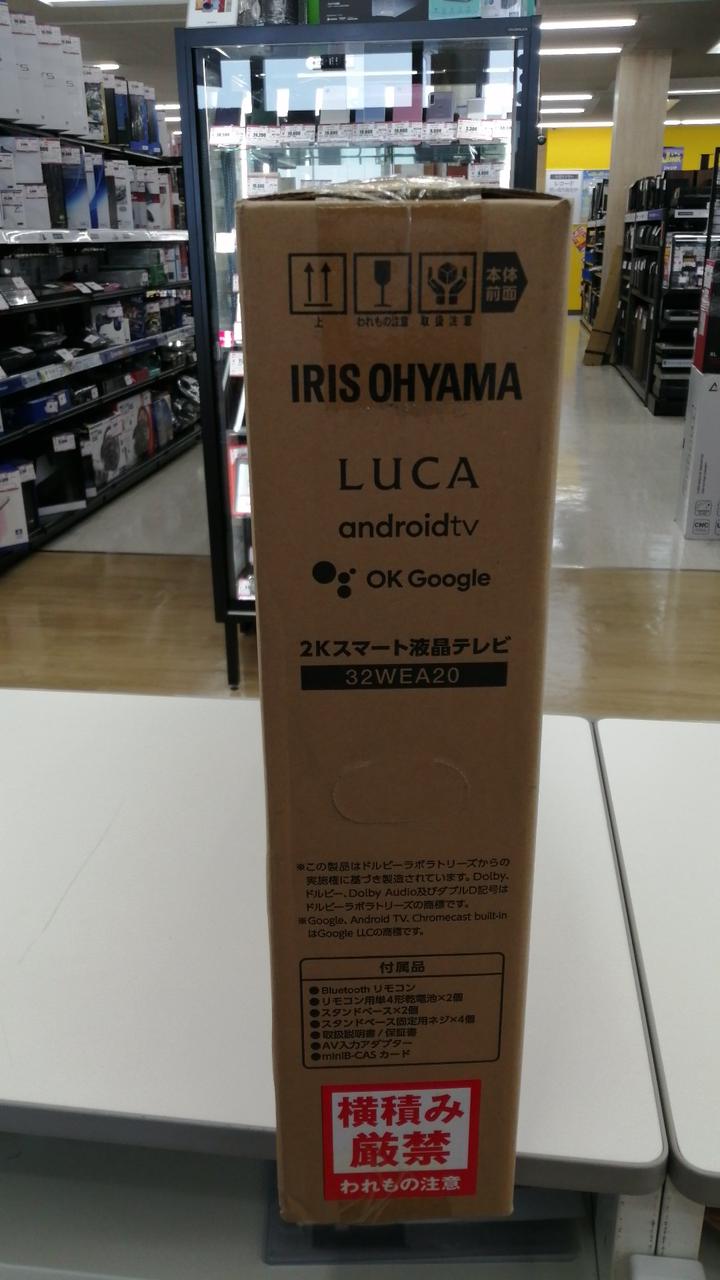 本体
前面
上
われもの注意
取扱注意
IRIS OHYAMA
LUCA
androidtv
OK Google
2Kスマート液晶テレビ
32WEA20
※この製品はドルビーラボラトリーズからの
実施権に基づき製造されています。Dolby、
ドルビー、Dolby Audio及びダブルD記号は
ドルビーラボラトリーズの商標です。
※Google、Android TV、Chromecast built-in
はGoogle LLCの商標です。
付属品
●Bluetooth リモコン
●リモコン用単4形乾電池×2個
●スタンドベース×2個
●スタンドベース固定用ネジ×4個
●取扱説明書/保証書
●AV入力アダプター
●miniB-CAS カード
横積み
厳禁
われもの注意